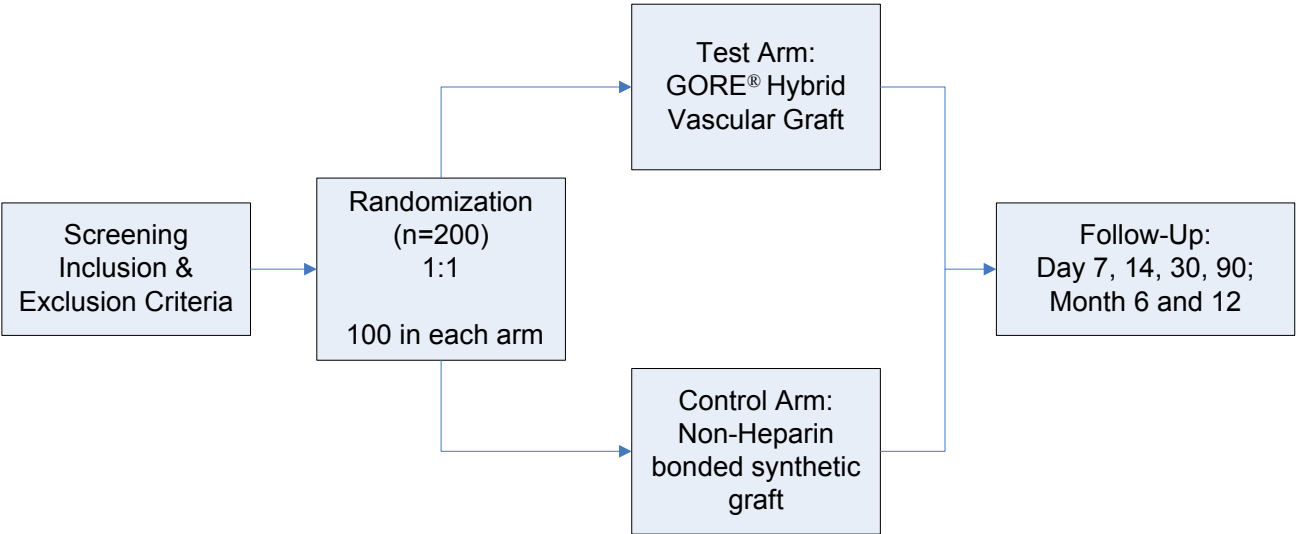 Screening
Inclusion &
Exclusion Criteria
Randomization
(n=200)
1:1
100 in each arm
Test Arm:
GORE® Hybrid
Vascular Graft
Control Arm:
Non-Heparin
bonded synthetic
graft
Follow-Up:
Day 7, 14, 30, 90;
Month 6 and 12